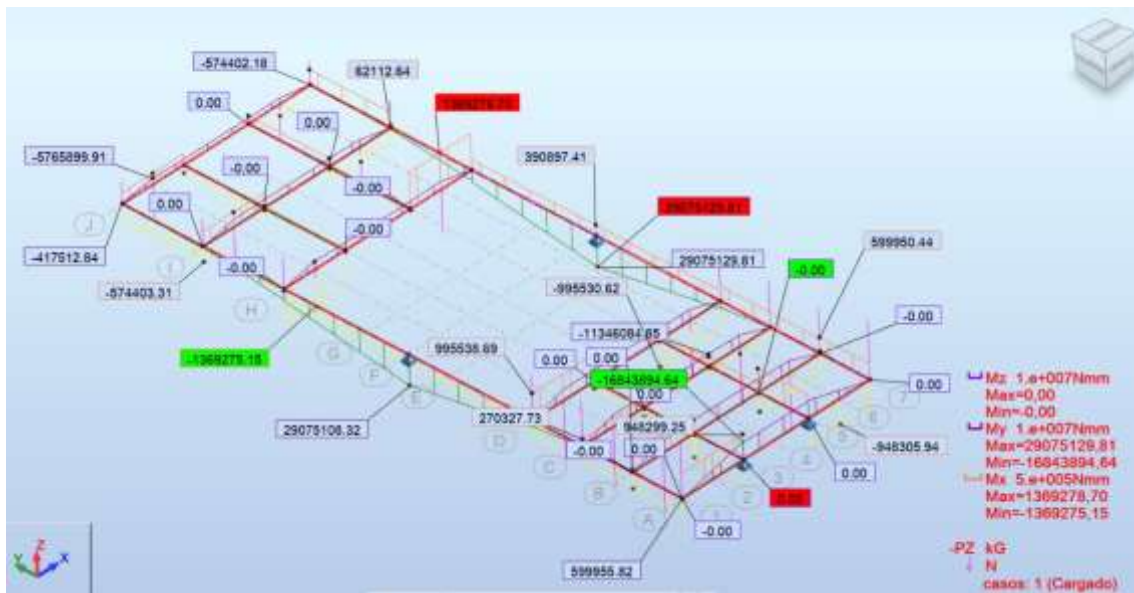 -574402.18
62112.64
0.00
0.00
390897.41
-5765899.91
-0.00
-0.00
0.00
29075129.81
599950.44
-417512.84
J
-0.00
29075129.81
-0.00
I
-0.00
-995530.62
-574403.31
H
-0.00
-11346084.65
G
-1369275.15
995538.69
0.00
0.00
F
-16843894.64
0.00
7
0.00
E
270327.73
948299.25
6
29075108.32
D
5
-948305.94
-0.00
0.00
4
C
3
0.00
B
2
0.00
A
1
-0.00
599955.82
Mz 1.e+007Nmm
Max=0,00
Min=-0,00
My 1.e+007Nmm
Max=29075129,81
Min=-16843894,64
Mx 5.e+005Nmm
Max=1369278,70
Min=-1369275,15
-PZ kG
N
casos: 1 (Cargado)
Z
Y
X